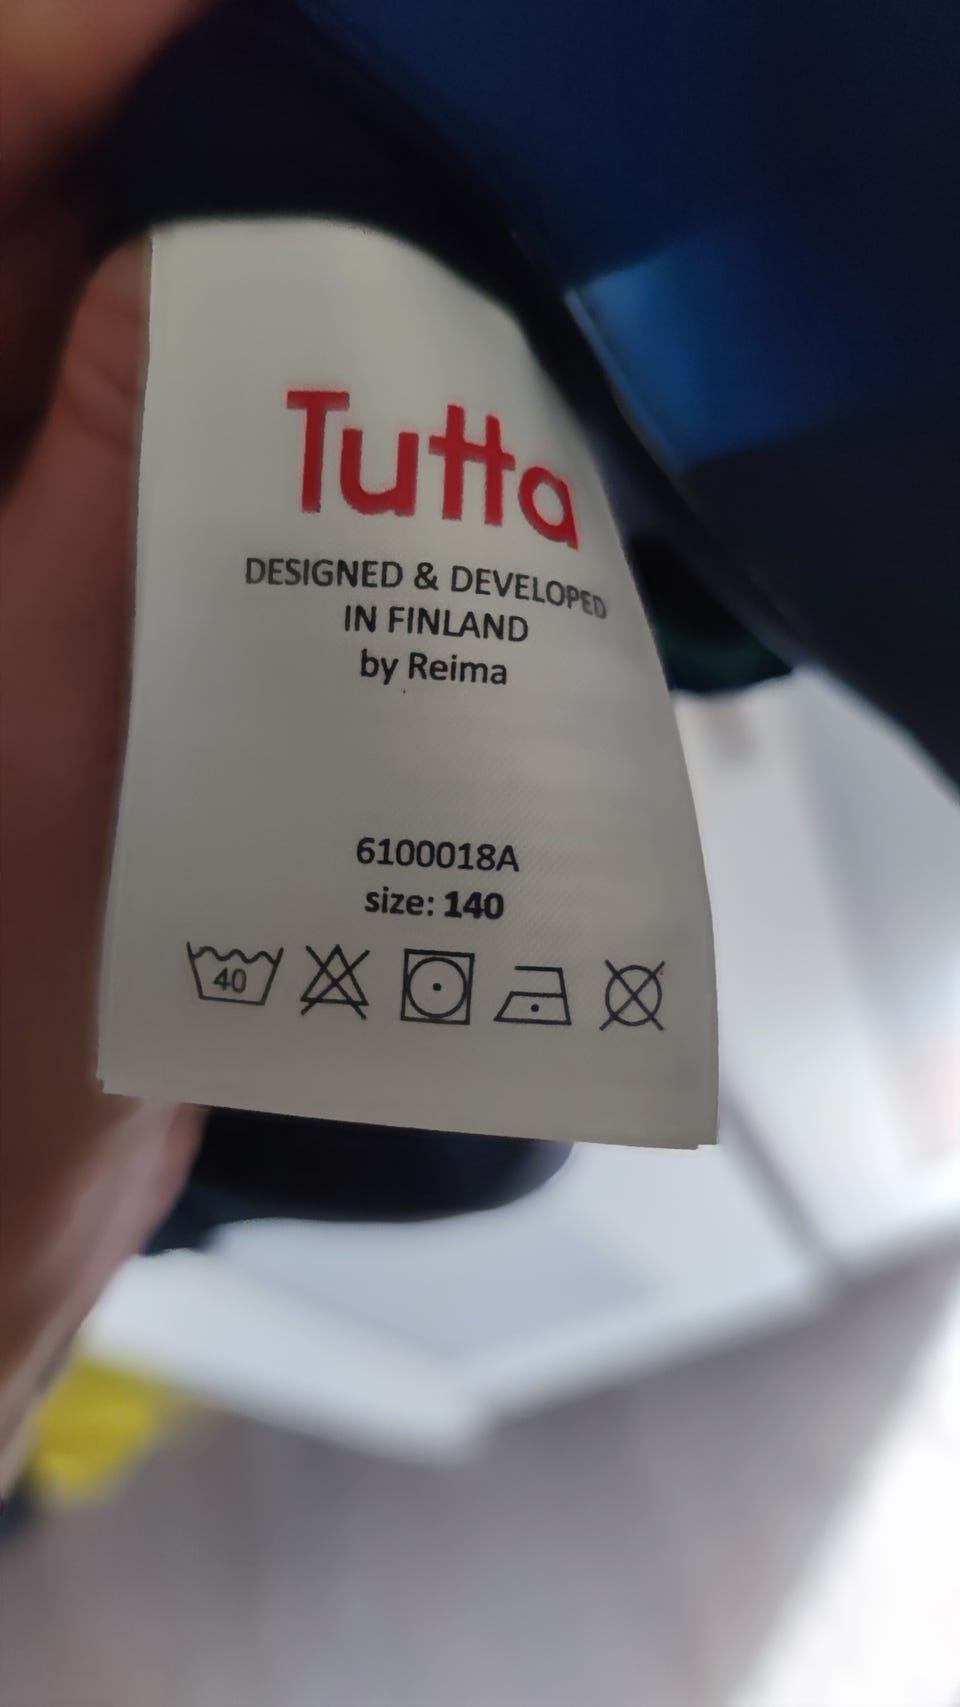 Tutta
DESIGNED & DEVELOPED
IN FINLAND
by Reima
6100018A
size: 140
40